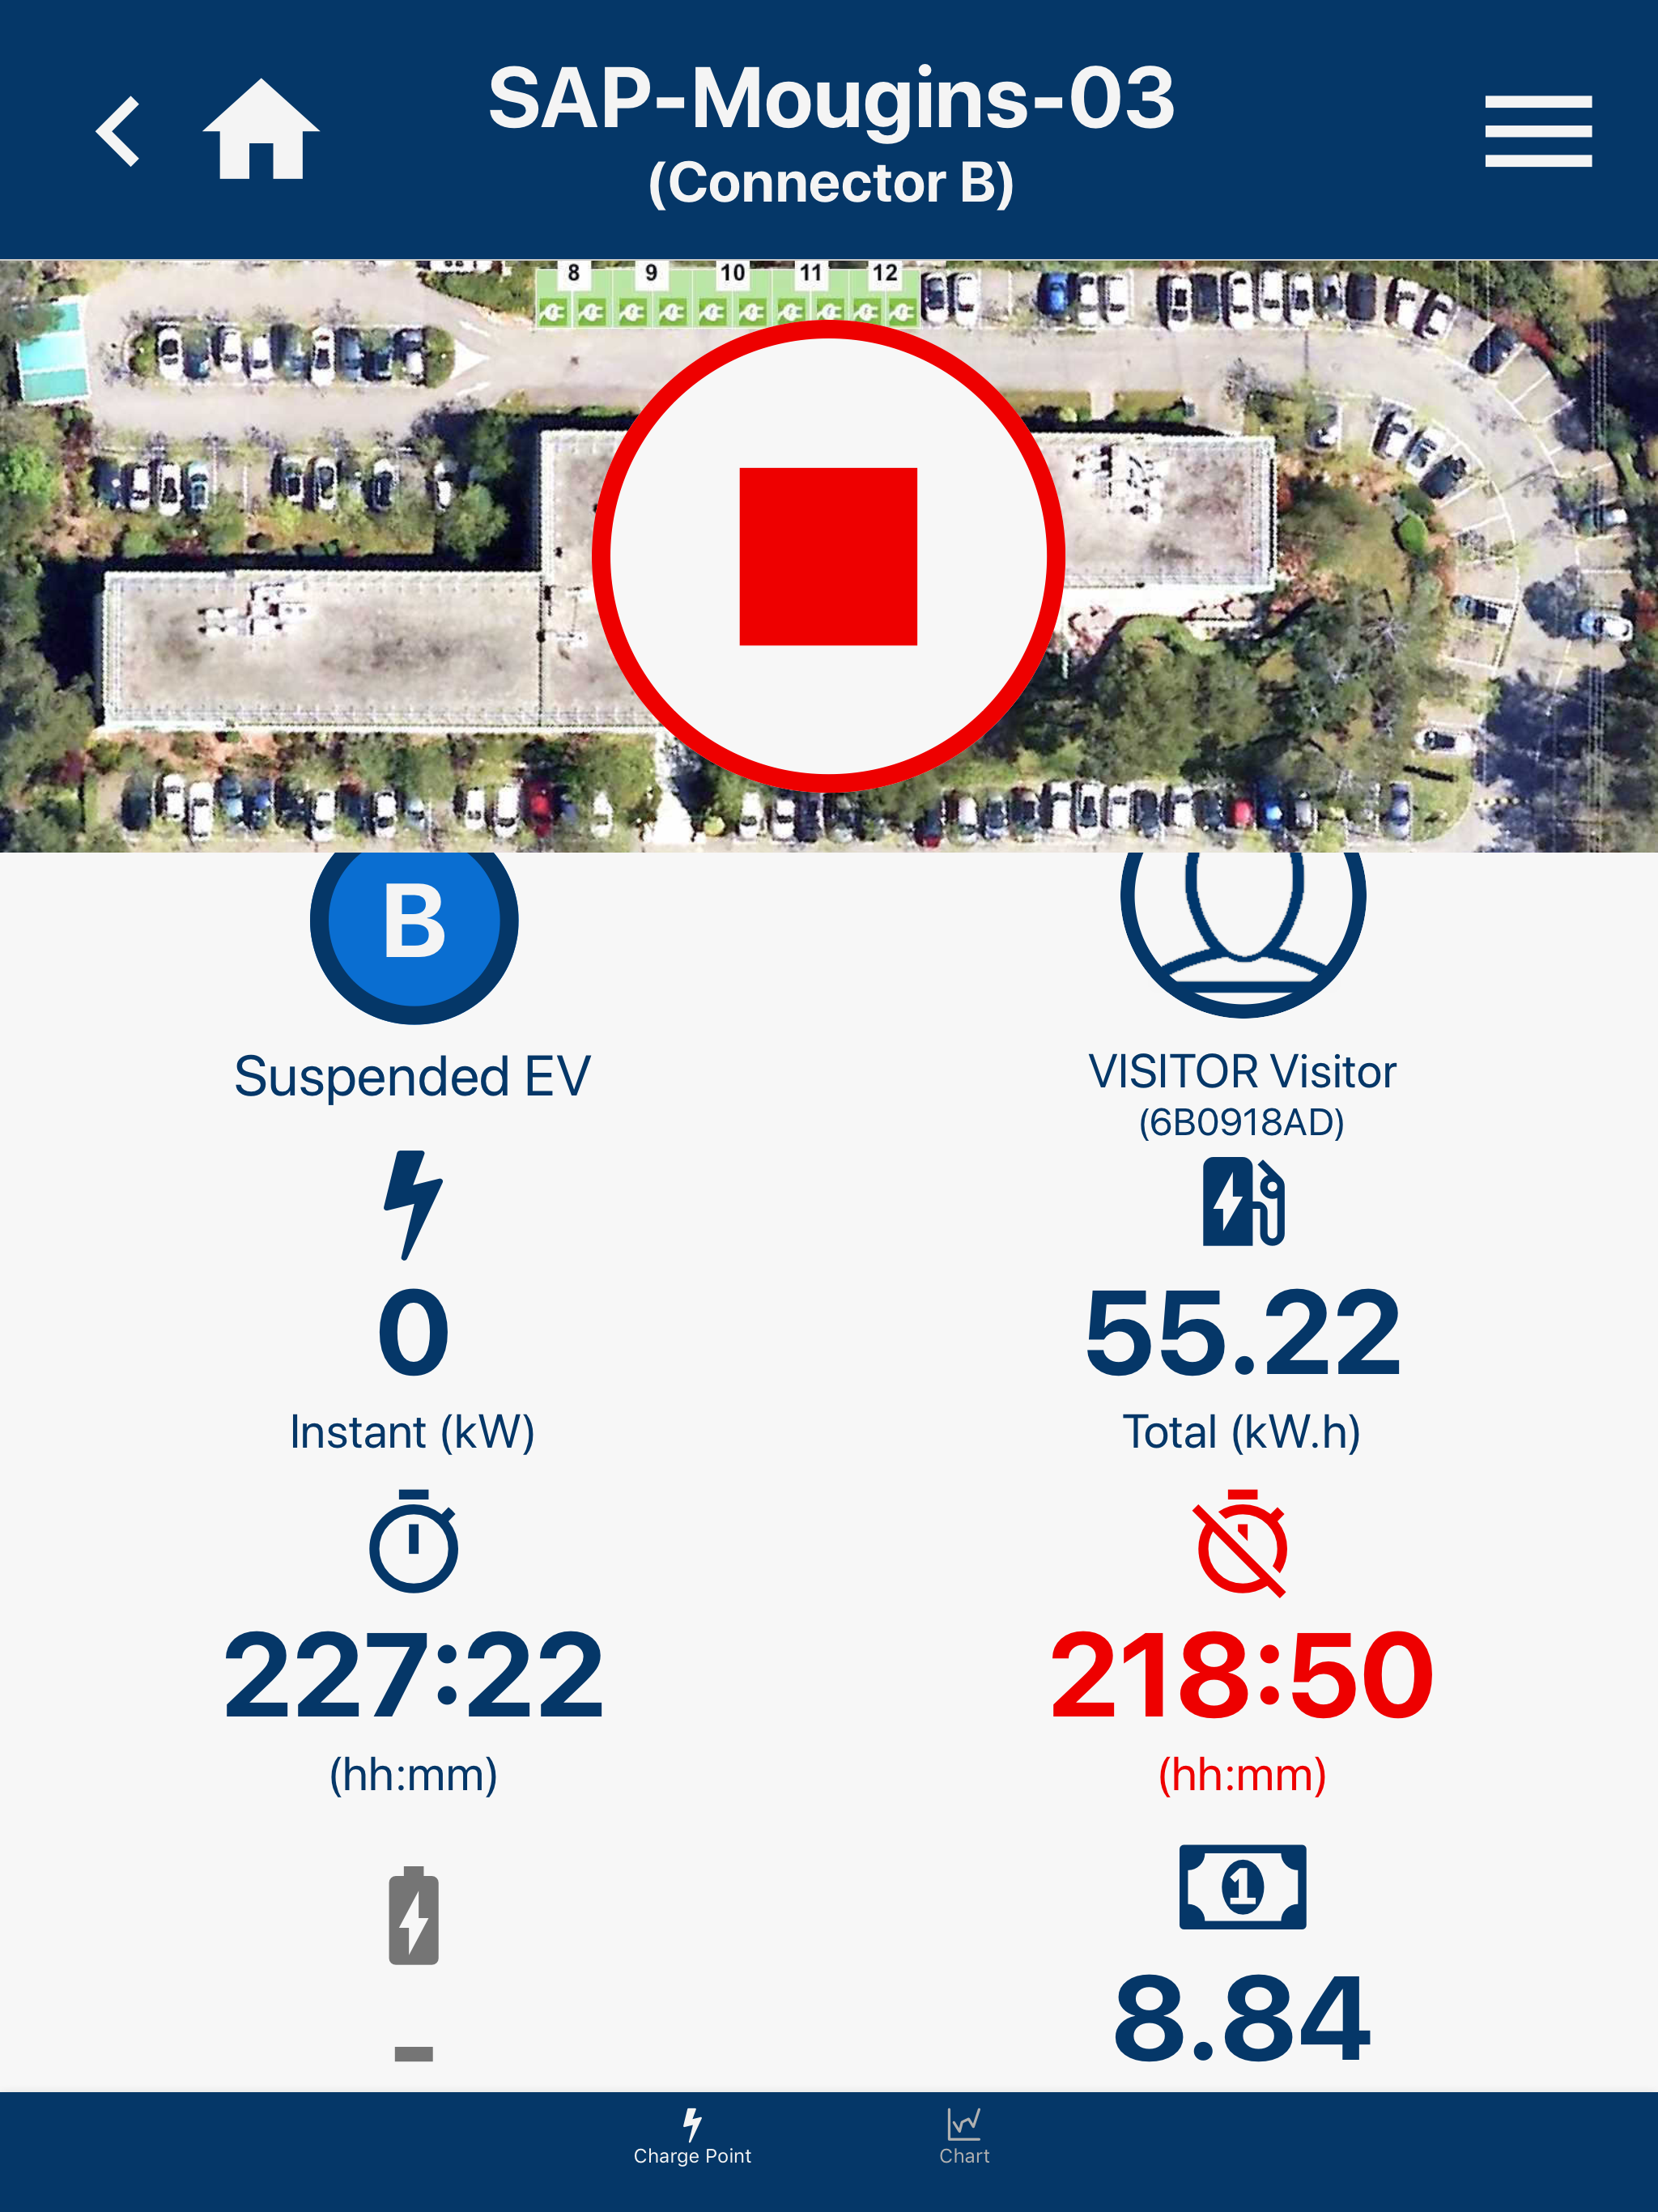 SAP-Mougins-03
(Connector B)
8 9 10 11 12
B
Suspended EV
VISITOR Visitor
(6B0918AD)
0
55.22
Instant (kW)
Total (kW.h)
227:22
218:50
(hh:mm)
(hh:mm)
1
-
8.84
Charge Point
Chart